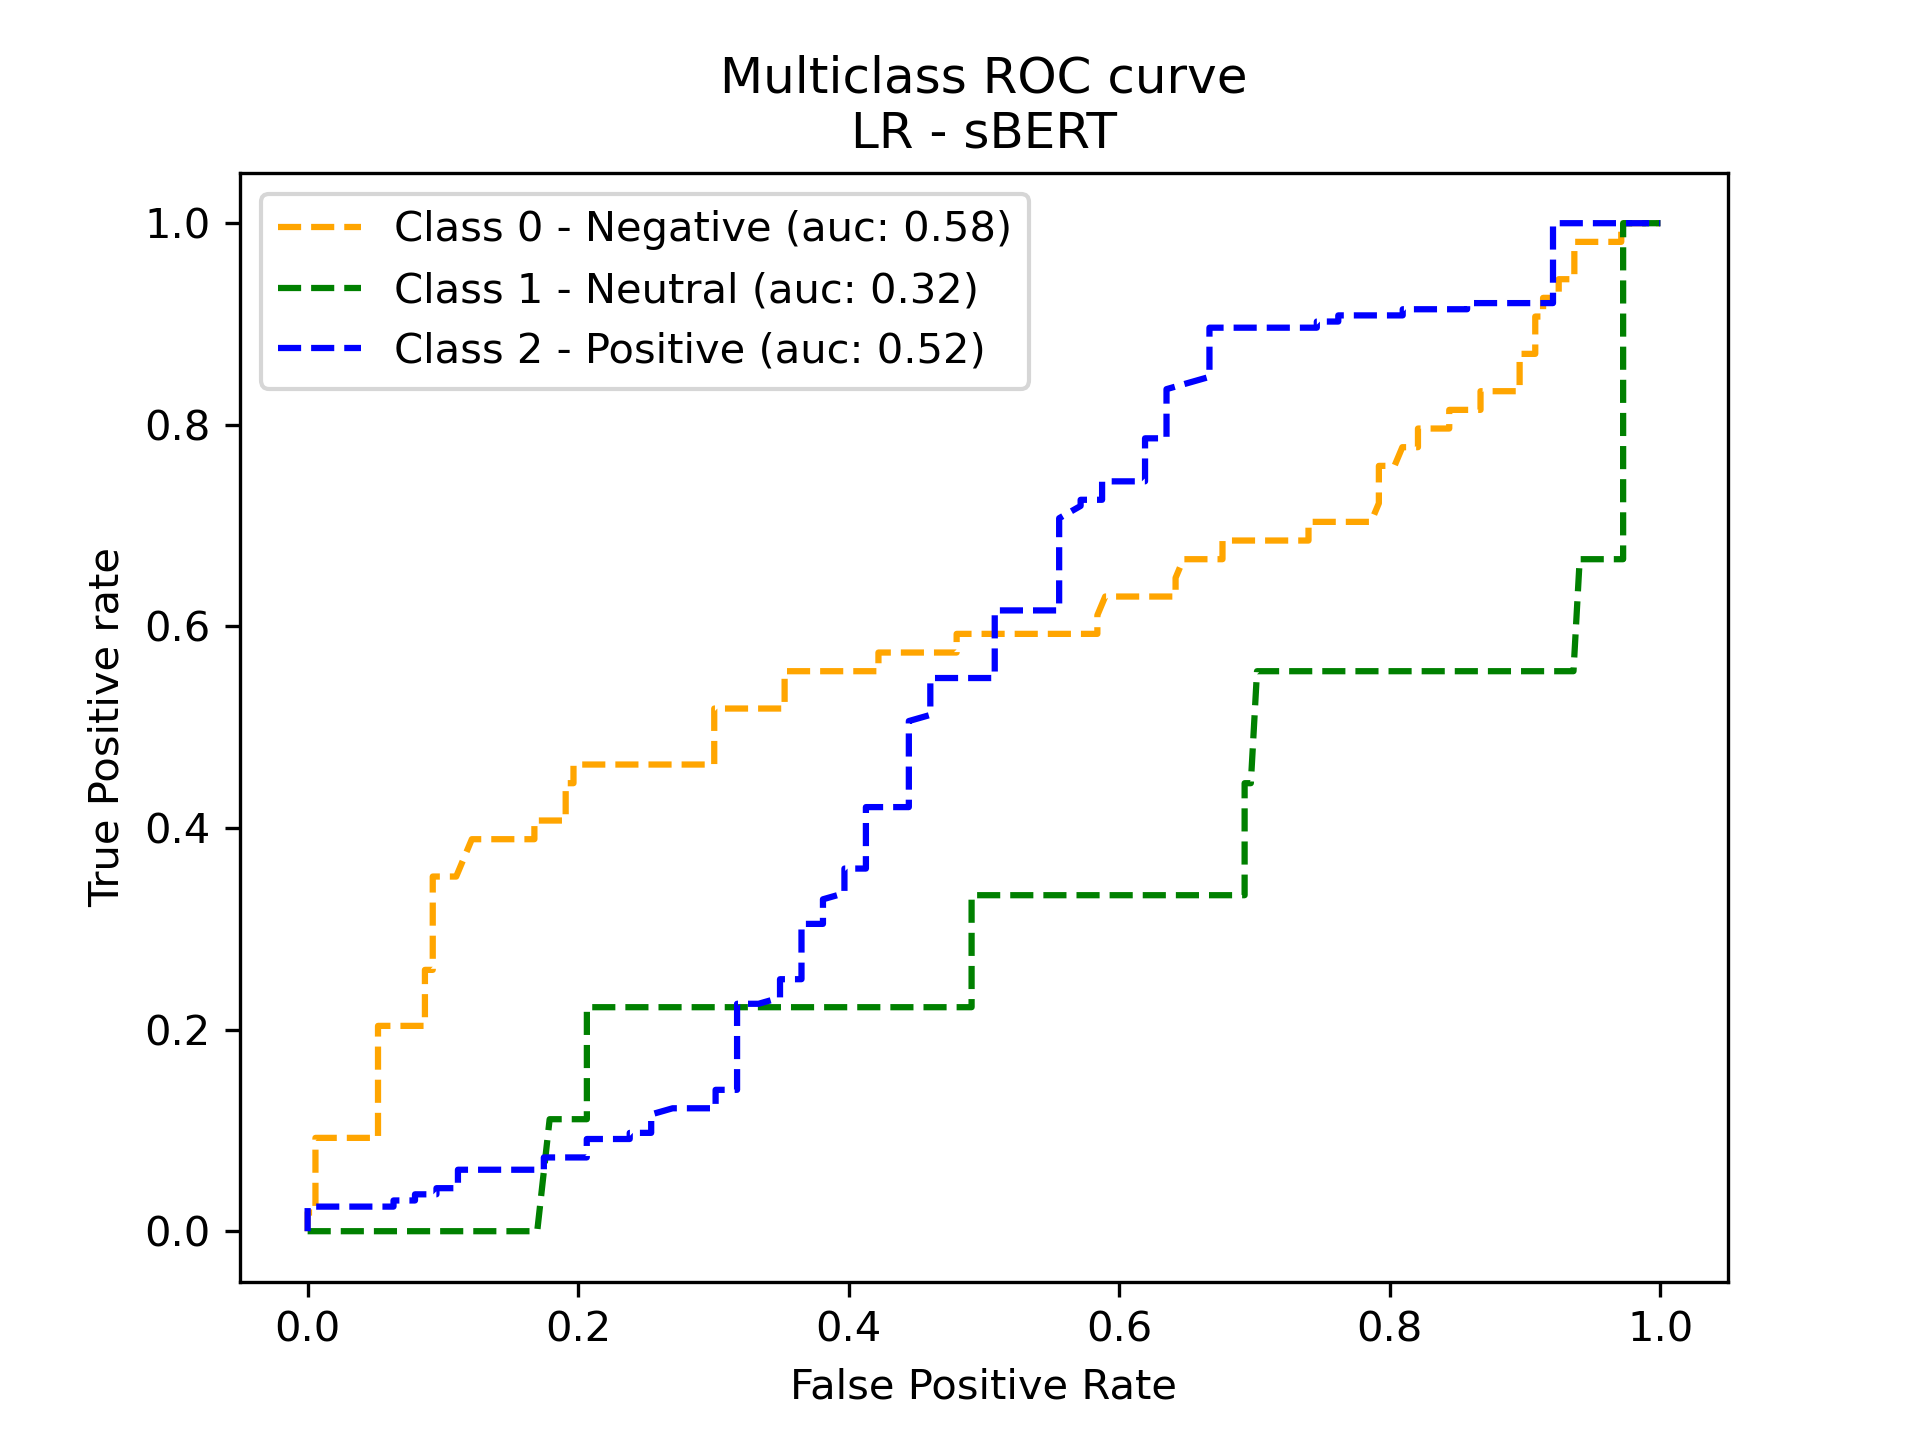 Multiclass ROC curve
LR - sBERT
Class 0 - Negative (auc: 0.58)
Class 1 - Neutral (auc: 0.32)
Class 2 - Positive (auc: 0.52)
1.0
0.8
0.6
0.4
0.2
0.0
True Positive rate
0.0 0.2 0.4 0.6 0.8 1.0
False Positive Rate